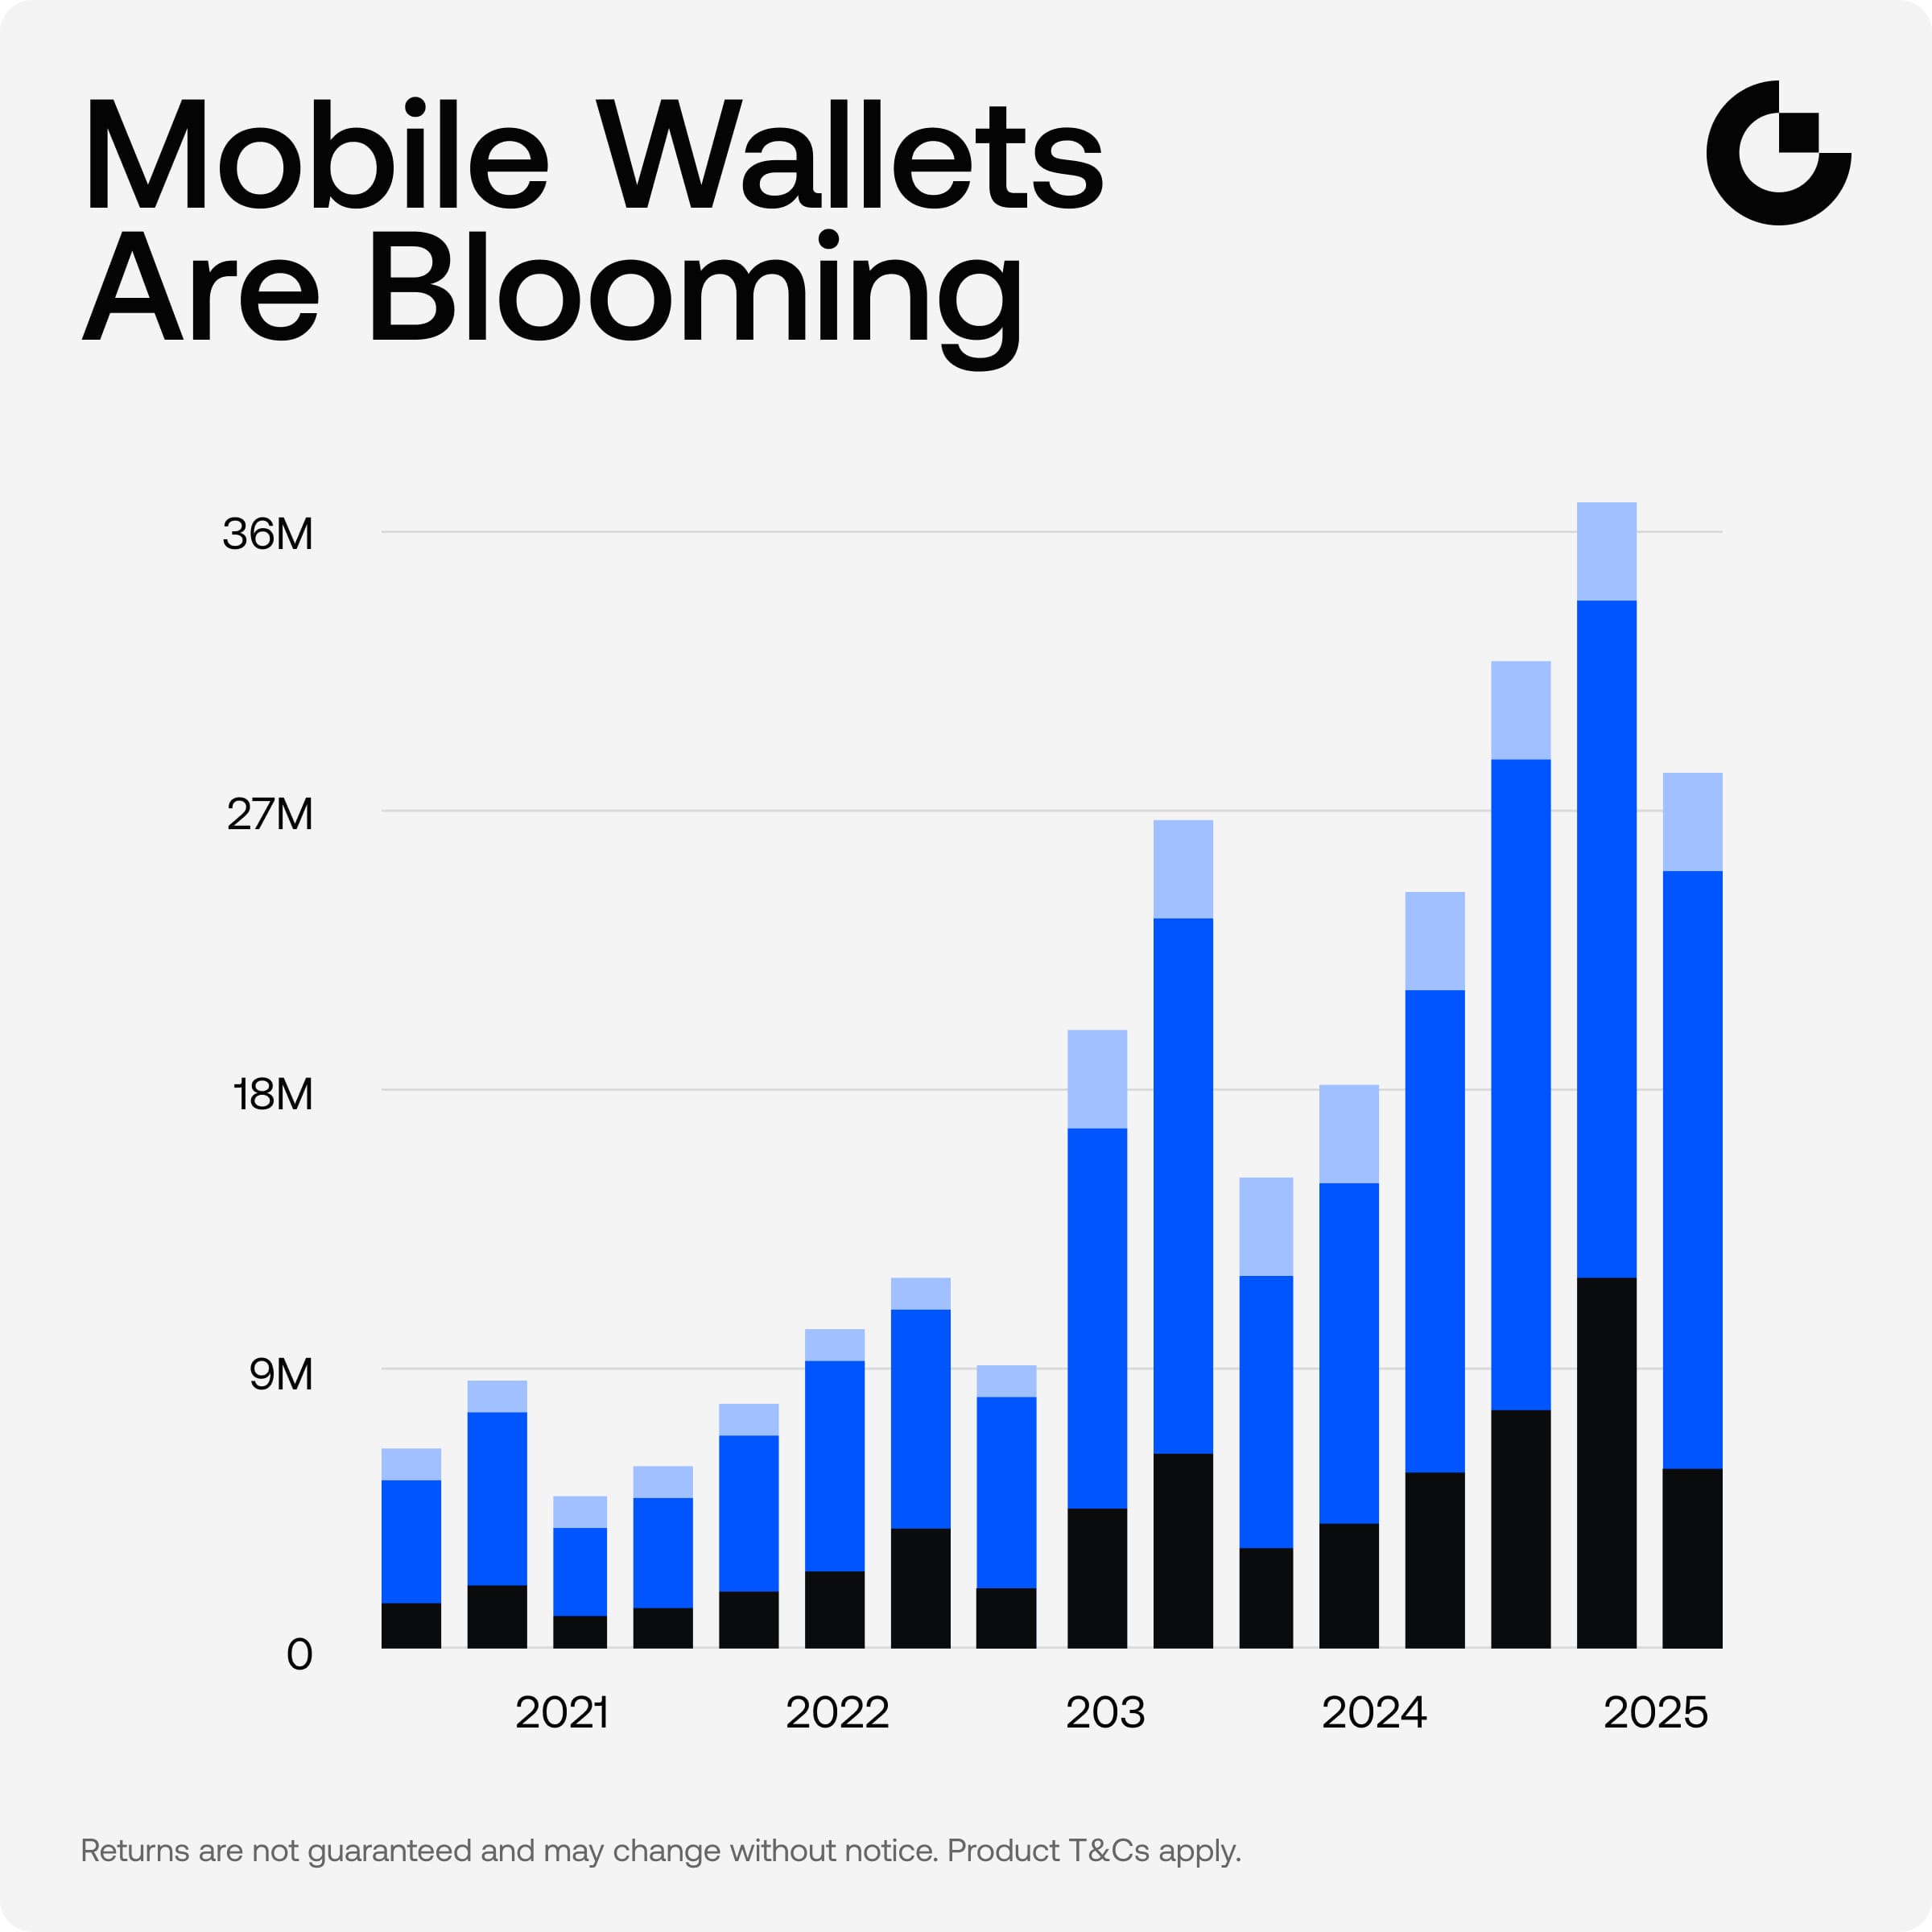 Mobile Wallets
Are Blooming
36M
27M
18M
9M
0
2021 2022 203 2024 2025
Returns are not guaranteed and may change without notice. Product T&Cs apply.